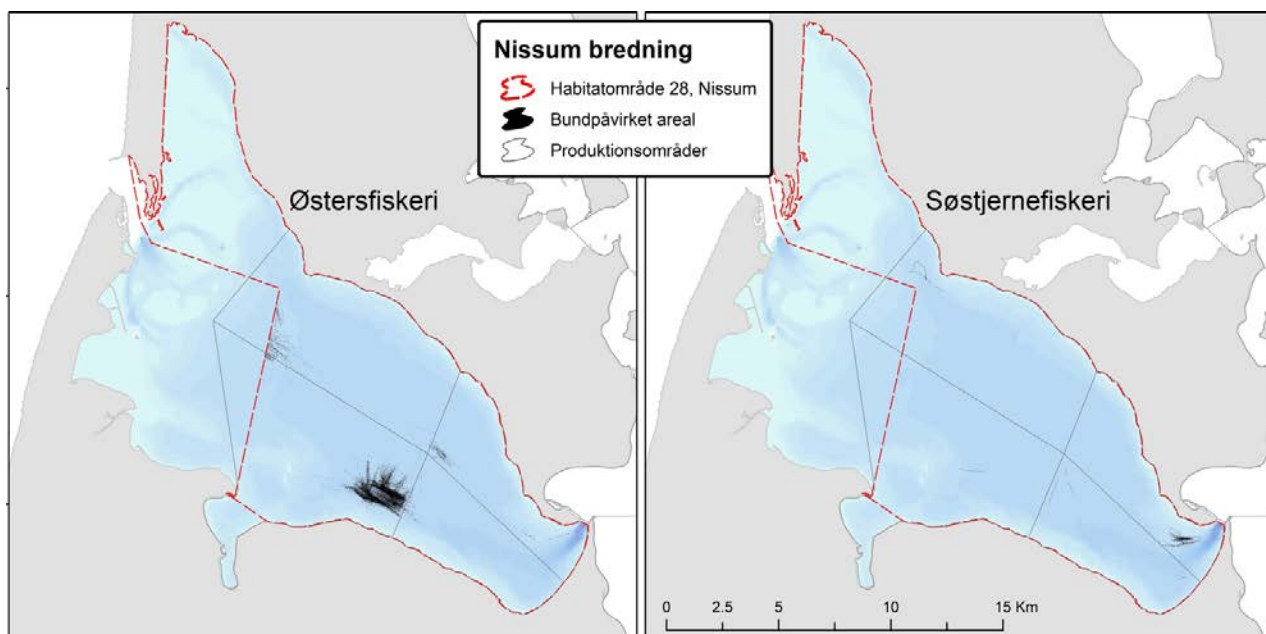 Nissum bredning
Habitatområde 28, Nissum
Bundpåvirket areal
Produktionsområder
Østersfiskeri
Søstjernefiskeri
0 2.5 5 10 15 Km